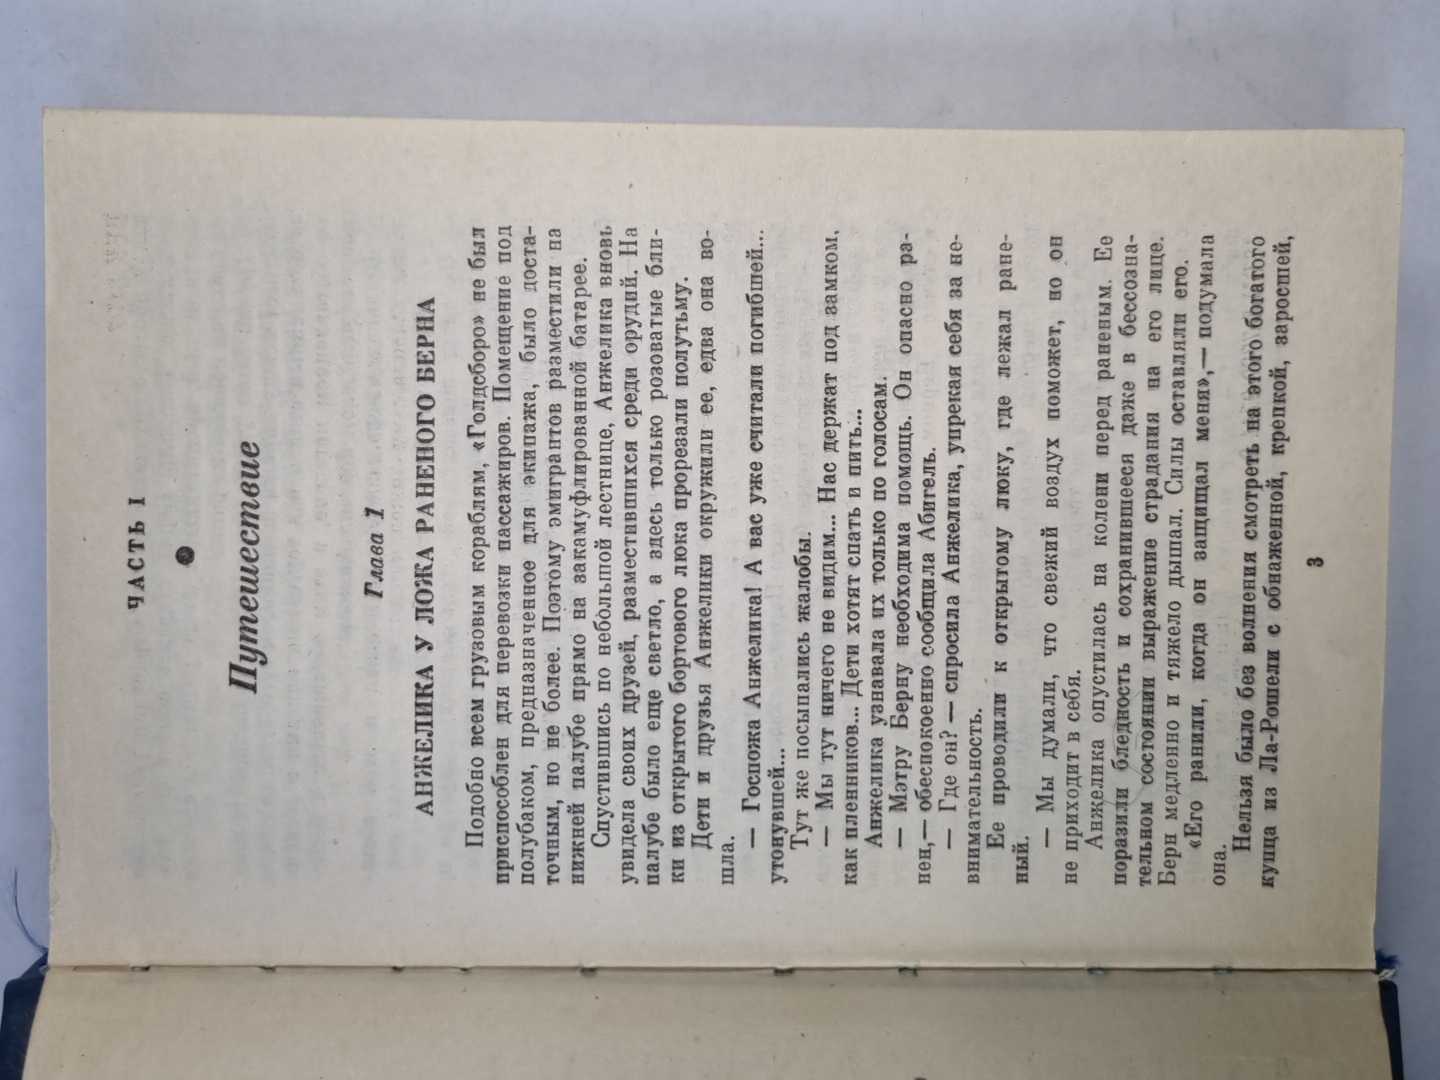 ЧАСТЬ I
●
Путешествие
Глава 1
АНЖЕЛИКА У ЛОЖА РАНЕНОГО БЕРНА
Подобно всем грузовым кораблям, «Голдсборо» не был
приспособлен для перевозки пассажиров. Помещение под
полубаком, предназначенное для экипажа, было доста-
точным, но не более. Поэтому эмигрантов разместили на
нижней палубе прямо на закамуфлированной батарее.
Спустившись по небольшой лестнице, Анжелика вновь
увидела своих друзей, разместившихся среди орудий. На
палубе было еще светло, а здесь только розоватые бли-
ки из открытого бортового люка прорезали полутьму.
Дети и друзья Анжелики окружили ее, едва она во-
шла.
— Госпожа Анжелика! А вас уже считали погибшей...
утонувшей...
Тут же посыпались жалобы.
— Мы тут ничего не видим... Нас держат под замком,
как пленников... Дети хотят спать и пить...
Анжелика узнавала их только по голосам.
— Мэтру Берну необходима помощь. Он опасно ра-
нен,— обеспокоенно сообщила Абигель.
— Где он? — спросила Анжелика, упрекая себя за не-
внимательность.
Ее проводили к открытому люку, где лежал ране-
ный.
— Мы думали, что свежий воздух поможет, но он
не приходит в себя.
Анжелика опустилась на колени перед раненым. Ее
поразили бледность и сохранившееся даже в бессозна-
тельном состоянии выражение страдания на его лице.
Берн медленно и тяжело дышал. Силы оставляли его.
«Его ранили, когда он защищал меня»,— подумала
она.
Нельзя было без волнения смотреть на этого богатого
купца из Ла-Рошели с обнаженной, крепкой, заросшей,
3